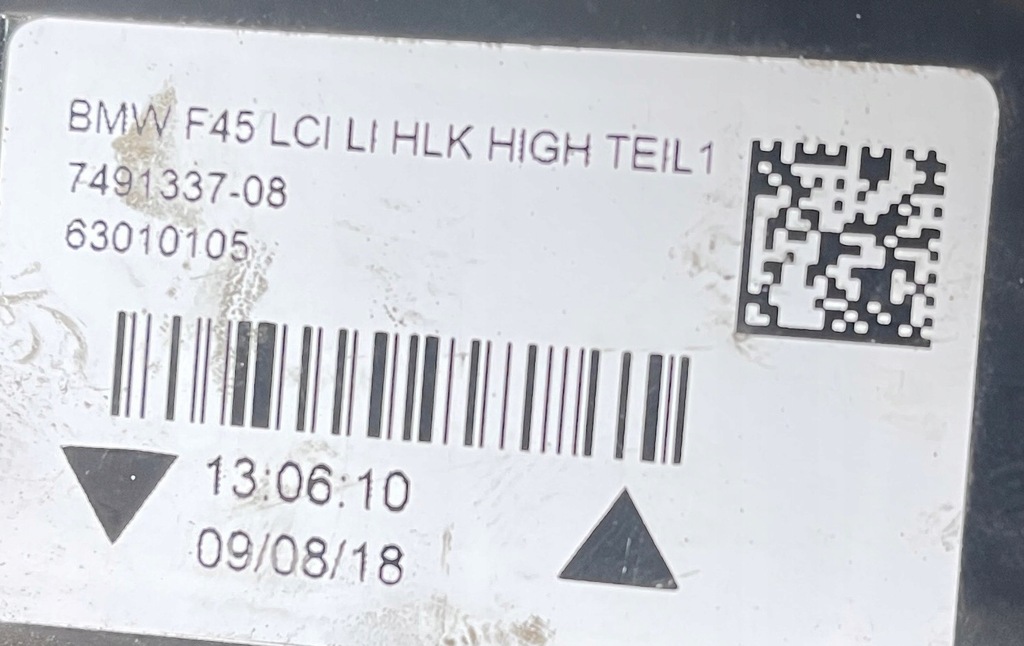 BMW F45 LCI LI HLK HIGH TEIL1
7491337-08
63010105
13:06:10
09/08/18